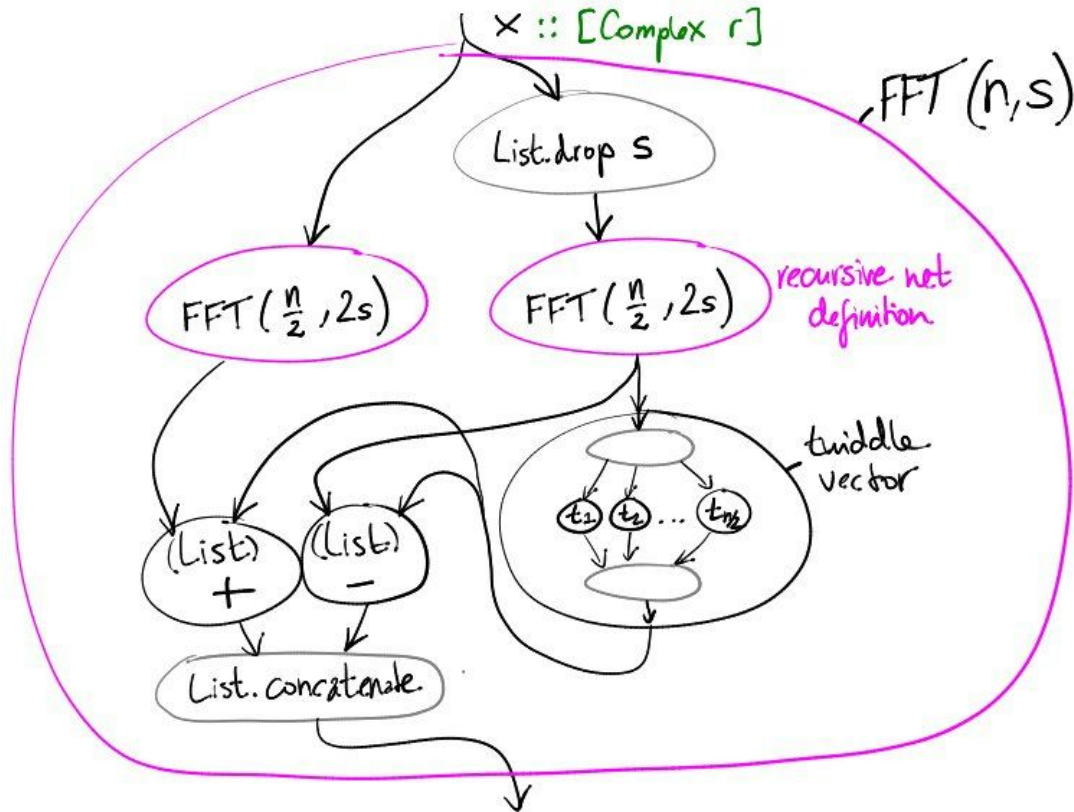 x :: [Complex r]
FFT (n,s)
List.drop s
FFT ( n/2 , 2s)
FFT ( n/2 , 2s)
recursive net
definition
twiddle
vector
t1 t2 ... tn/2
(List)
+
(List)
−
List.concatenate